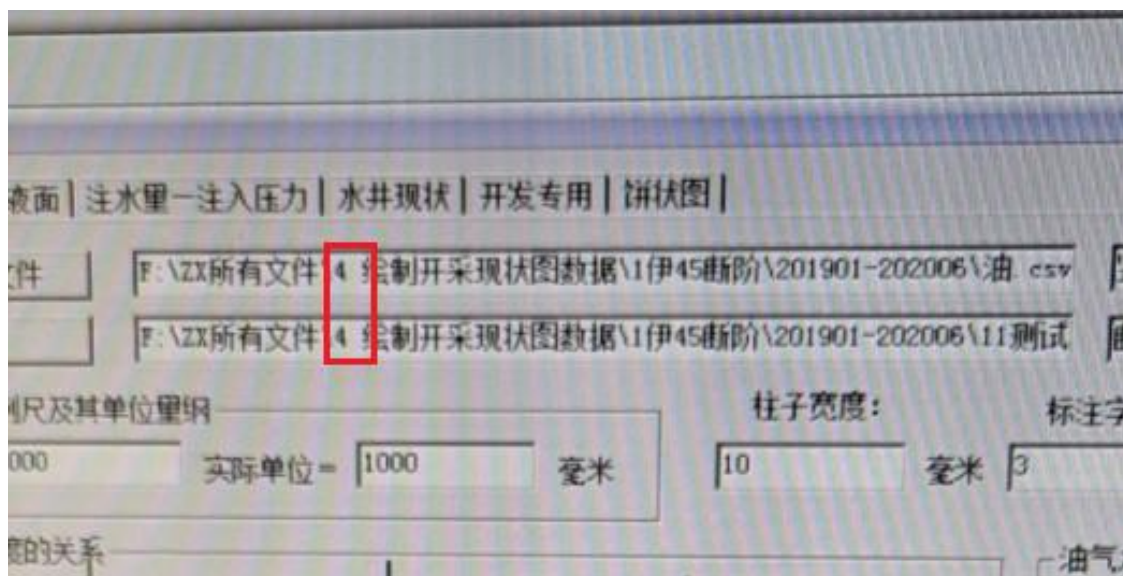 液面 注水量-注入压力 水井现状 开发专用 饼状图
文件 F:\ZX所有文件\4 绘制开采现状图数据\1伊45断阶\201901-202006\油.csv
F:\ZX所有文件\4 绘制开采现状图数据\1伊45断阶\201901-202006\11测试
例尺及其单位量纲 柱子宽度: 标注字
000 实际单位= 1000 毫米 10 毫米 3
度的关系 油气